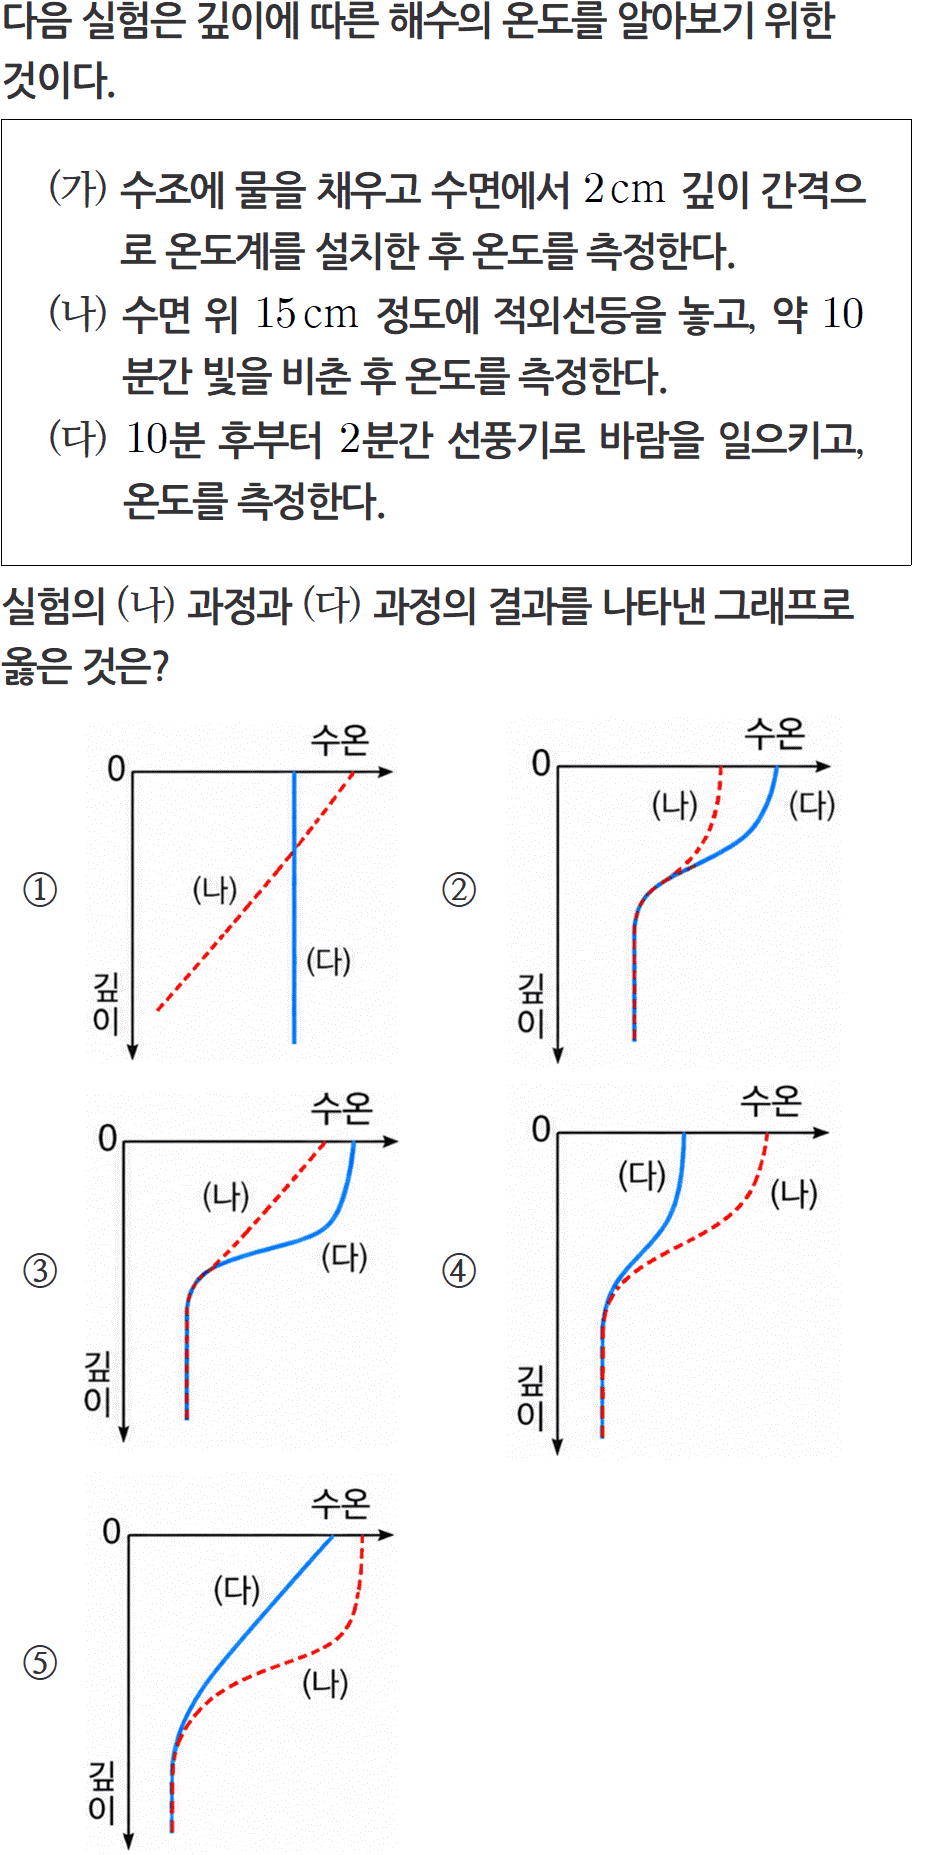 다음 실험은 깊이에 따른 해수의 온도를 알아보기 위한
것이다.
(가) 수조에 물을 채우고 수면에서 2 cm 깊이 간격으
로 온도계를 설치한 후 온도를 측정한다.
(나) 수면 위 15 cm 정도에 적외선등을 놓고, 약 10
분간 빛을 비춘 후 온도를 측정한다.
(다) 10분 후부터 2분간 선풍기로 바람을 일으키고,
온도를 측정한다.
실험의 (나) 과정과 (다) 과정의 결과를 나타낸 그래프로
옳은 것은?
①
수온
0
(나)
(다)
깊이
②
수온
0
(나)
(다)
깊이
③
수온
0
(나)
(다)
깊이
④
수온
0
(다)
(나)
깊이
⑤
수온
0
(다)
(나)
깊이